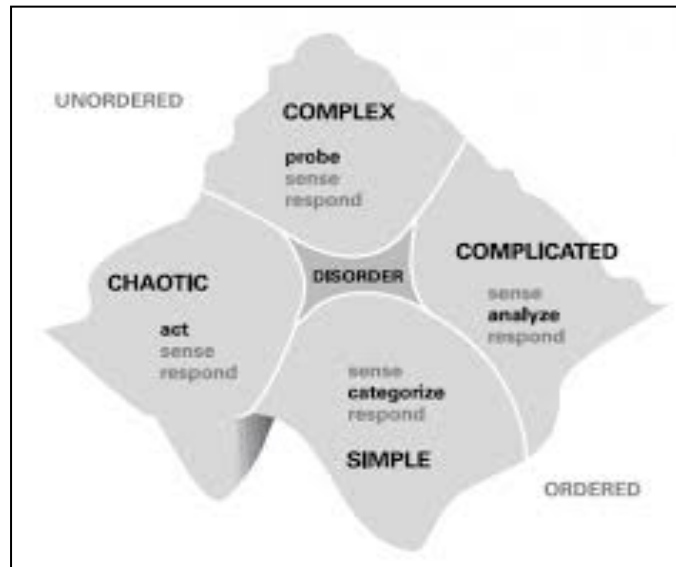 UNORDERED
COMPLEX
probe
sense
respond
COMPLICATED
sense
analyze
respond
CHAOTIC
act
sense
respond
DISORDER
sense
categorize
respond
SIMPLE
ORDERED